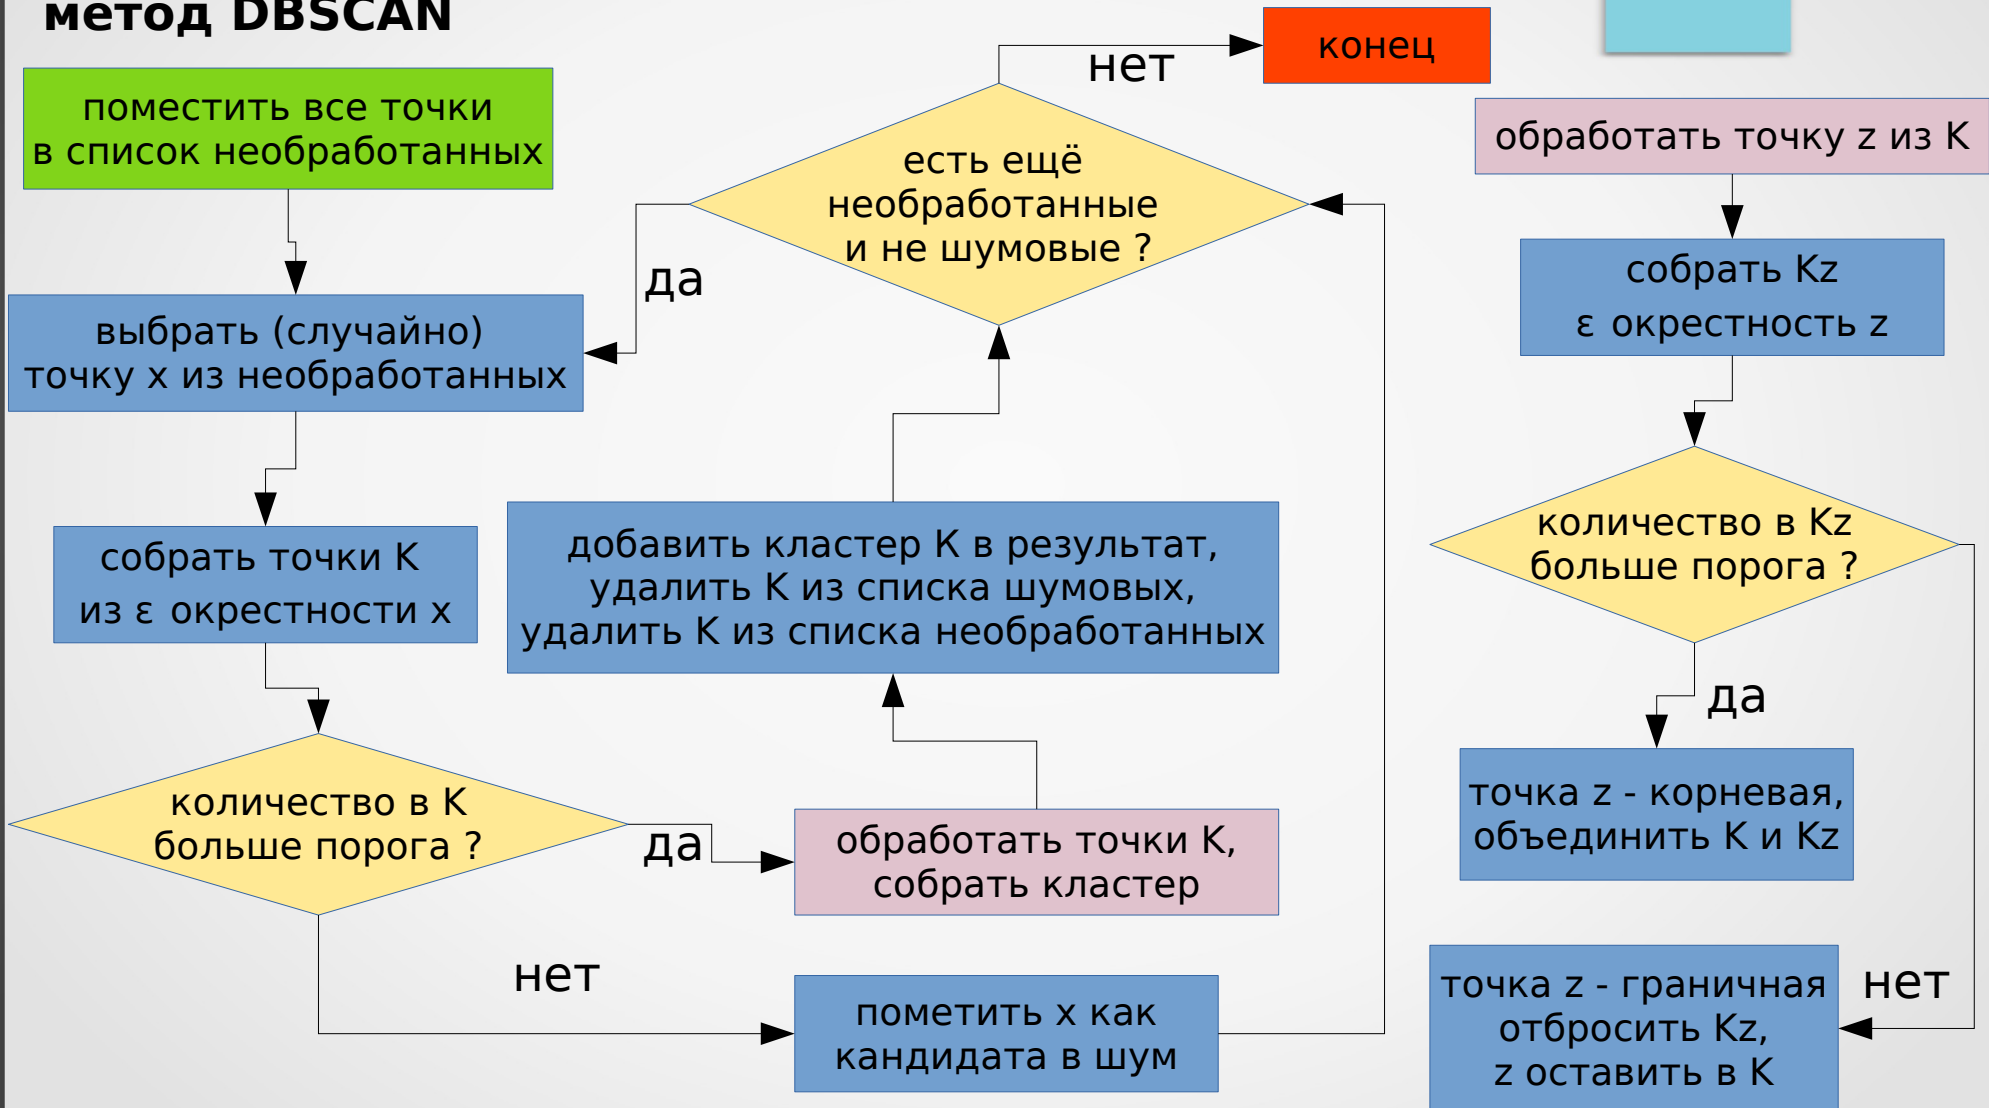 метод DBSCAN
поместить все точки
в список необработанных
выбрать (случайно)
точку x из необработанных
собрать точки K
из ε окрестности x
количество в K
больше порога ?
да
нет
обработать точки K,
собрать кластер
пометить x как
кандидата в шум
добавить кластер K в результат,
удалить K из списка шумовых,
удалить K из списка необработанных
есть ещё
необработанные
и не шумовые ?
да
нет
конец
обработать точку z из K
собрать Kz
ε окрестность z
количество в Kz
больше порога ?
да
точка z - корневая,
объединить K и Kz
нет
точка z - граничная
отбросить Kz,
z оставить в K